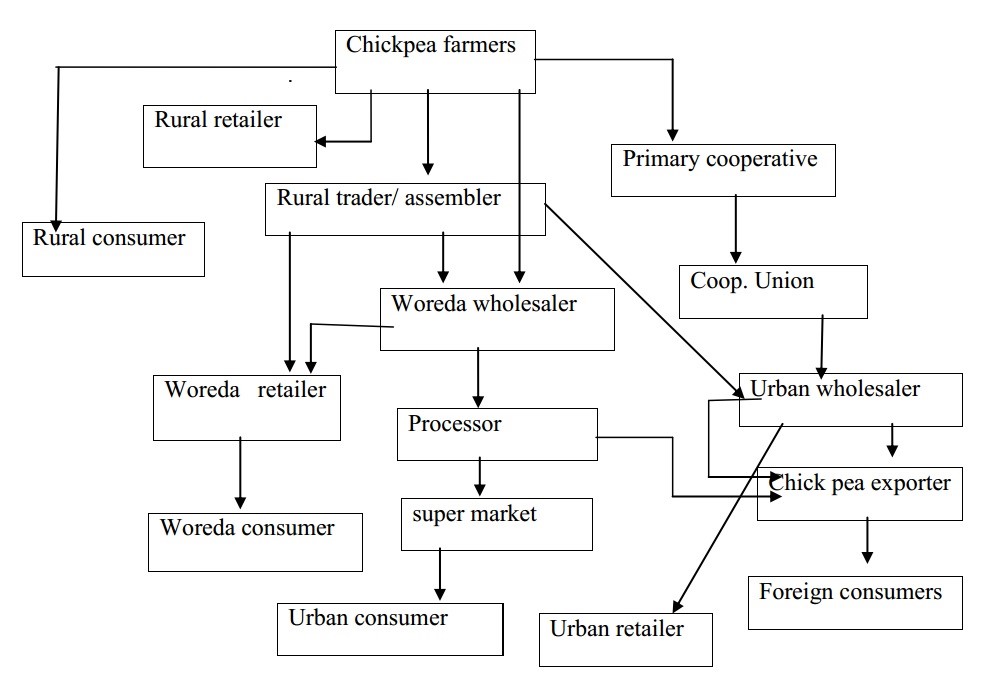 Chickpea farmers
Rural retailer
Primary cooperative
Rural trader/ assembler
Rural consumer
Coop. Union
Woreda wholesaler
Woreda retailer
Urban wholesaler
Processor
Chick pea exporter
super market
Woreda consumer
Foreign consumers
Urban consumer
Urban retailer